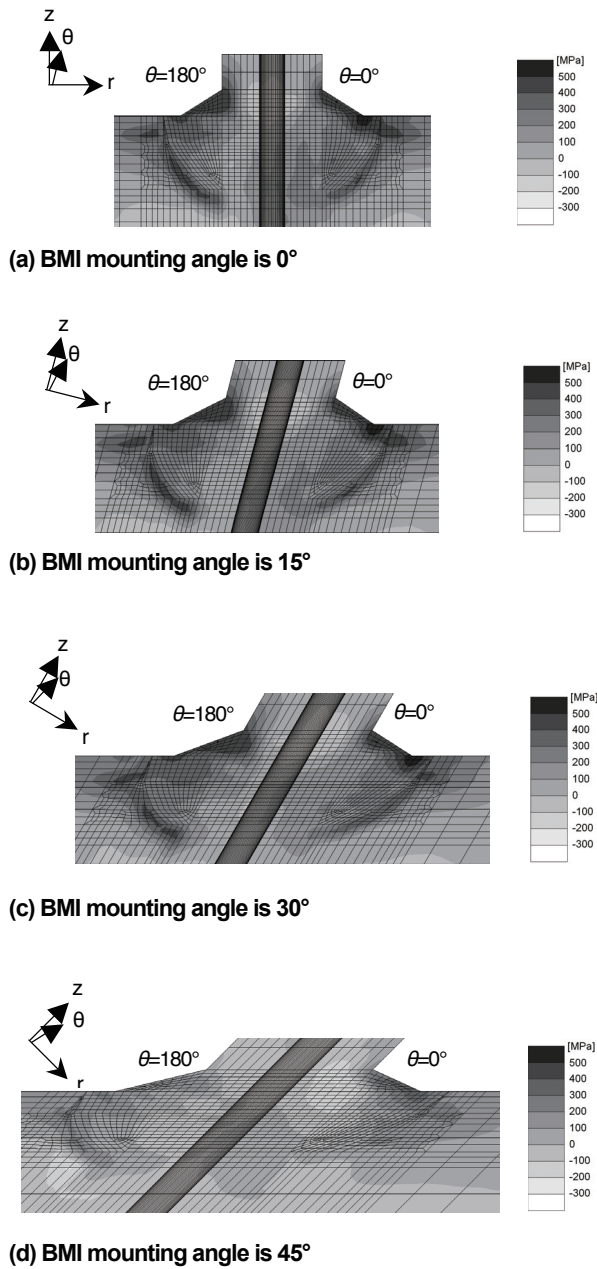 z
θ
r
θ=180°
θ=0°
[MPa]
500
400
300
200
100
0
-100
-200
-300
(a) BMI mounting angle is 0°
z
θ
r
θ=180°
θ=0°
[MPa]
500
400
300
200
100
0
-100
-200
-300
(b) BMI mounting angle is 15°
z
θ
r
θ=180°
θ=0°
[MPa]
500
400
300
200
100
0
-100
-200
-300
(c) BMI mounting angle is 30°
z
θ
r
θ=180°
θ=0°
[MPa]
500
400
300
200
100
0
-100
-200
-300
(d) BMI mounting angle is 45°